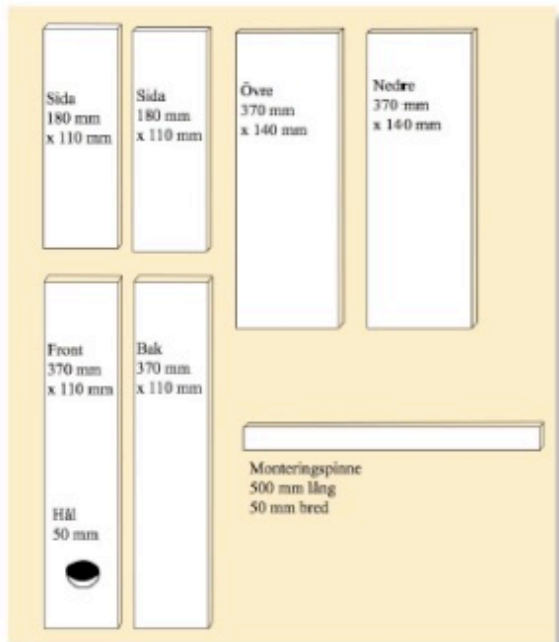 Sida
180 mm
x 110 mm
Sida
180 mm
x 110 mm
Övre
370 mm
x 140 mm
Nedre
370 mm
x 140 mm
Front
370 mm
x 110 mm
Hål
50 mm
Bak
370 mm
x 110 mm
Monteringspinne
500 mm lång
50 mm bred